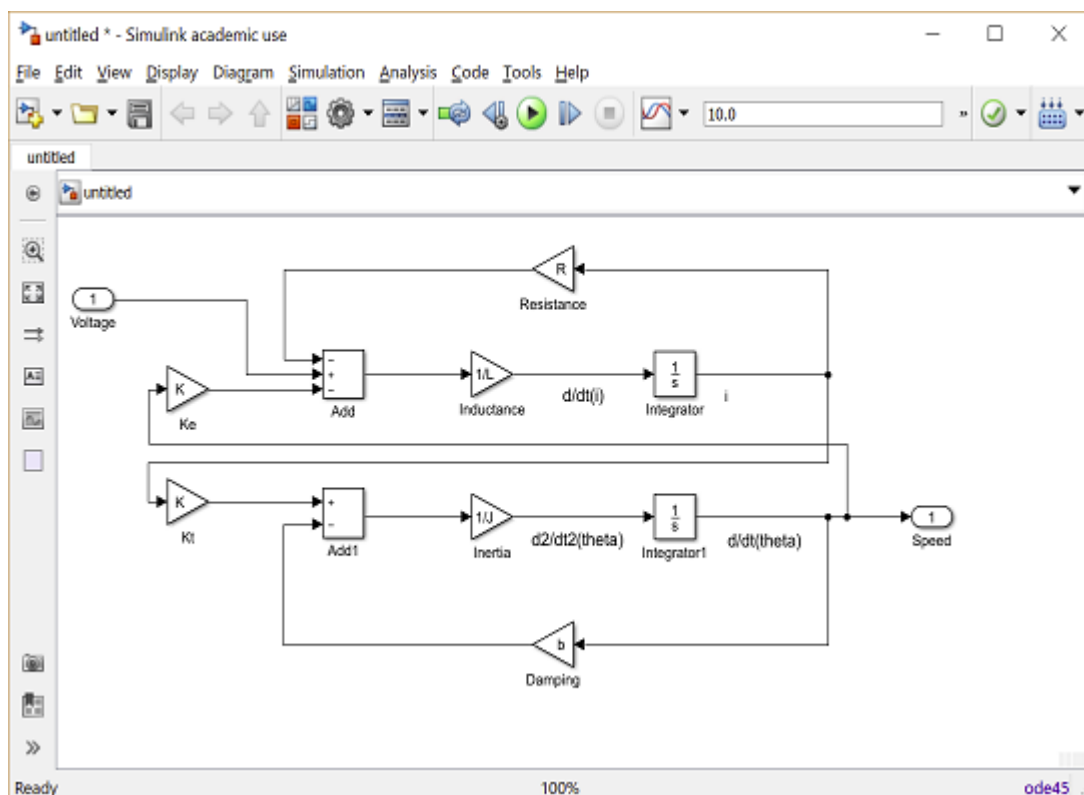 untitled * - Simulink academic use
File Edit View Display Diagram Simulation Analysis Code Tools Help
10.0 »
untitled
untitled
R
Resistance
1
Voltage
−
+
−
Add
1/L
Inductance
d/dt(i)
1
s
Integrator
i
K
Ke
K
Kt
+
−
Add1
1/J
Inertia
d2/dt2(theta)
1
s
Integrator1
d/dt(theta)
1
Speed
b
Damping
Ready 100% ode45